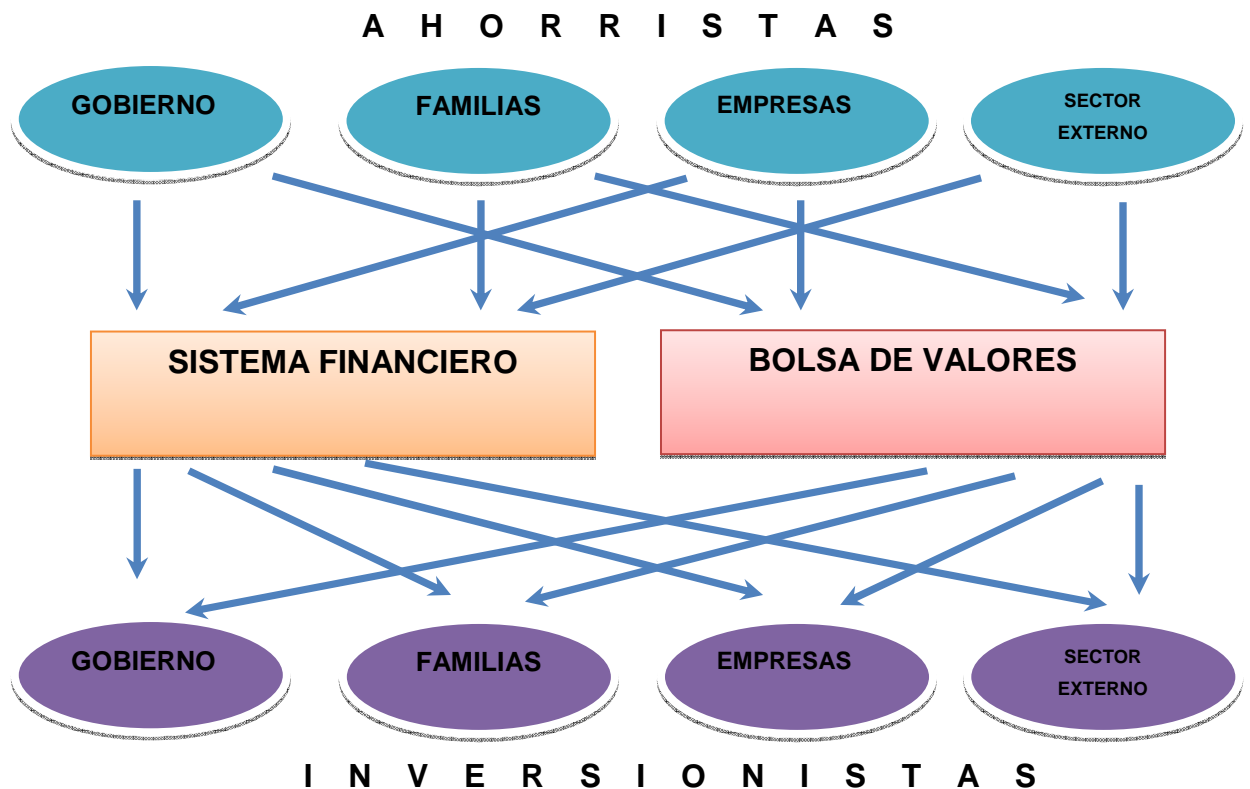 A H O R R I S T A S
GOBIERNO
FAMILIAS
EMPRESAS
SECTOR
EXTERNO
SISTEMA FINANCIERO
BOLSA DE VALORES
GOBIERNO
FAMILIAS
EMPRESAS
SECTOR
EXTERNO
I N V E R S I O N I S T A S